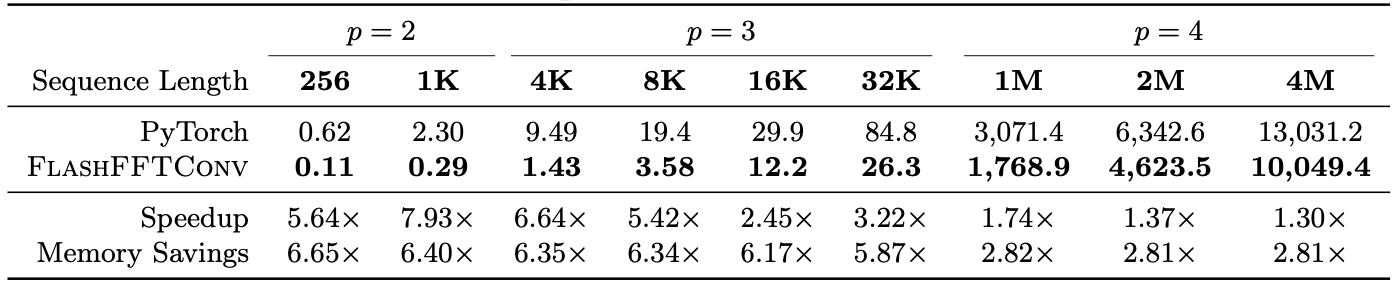 p = 2 p = 3 p = 4
Sequence Length 256 1K 4K 8K 16K 32K 1M 2M 4M
PyTorch 0.62 2.30 9.49 19.4 29.9 84.8 3,071.4 6,342.6 13,031.2
FLASHFFTCONV 0.11 0.29 1.43 3.58 12.2 26.3 1,768.9 4,623.5 10,049.4
Speedup 5.64× 7.93× 6.64× 5.42× 2.45× 3.22× 1.74× 1.37× 1.30×
Memory Savings 6.65× 6.40× 6.35× 6.34× 6.17× 5.87× 2.82× 2.81× 2.81×